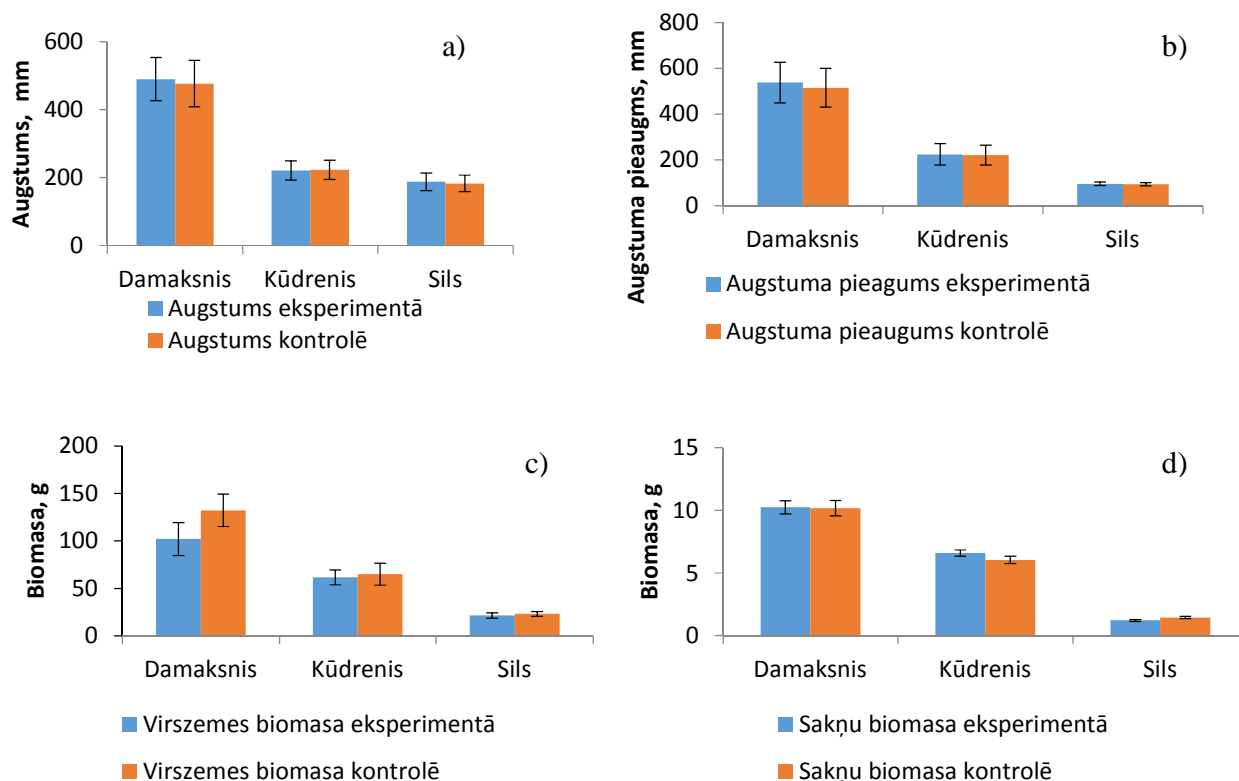 a)
Augstums, mm
600
400
200
0
Damaksnis Kūdrenis Sils
Augstums eksperimentā
Augstums kontrolē
b)
Augstuma pieaugms, mm
800
600
400
200
0
Damaksnis Kūdrenis Sils
Augstuma pieagums eksperimentā
Augstuma pieaugums kontrolē
c)
Biomasa, g
200
150
100
50
0
Damaksnis Kūdrenis Sils
Virszemes biomasa eksperimentā
Virszemes biomasa kontrolē
d)
Biomasa, g
15
10
5
0
Damaksnis Kūdrenis Sils
Sakņu biomasa eksperimentā
Sakņu biomasa kontrolē